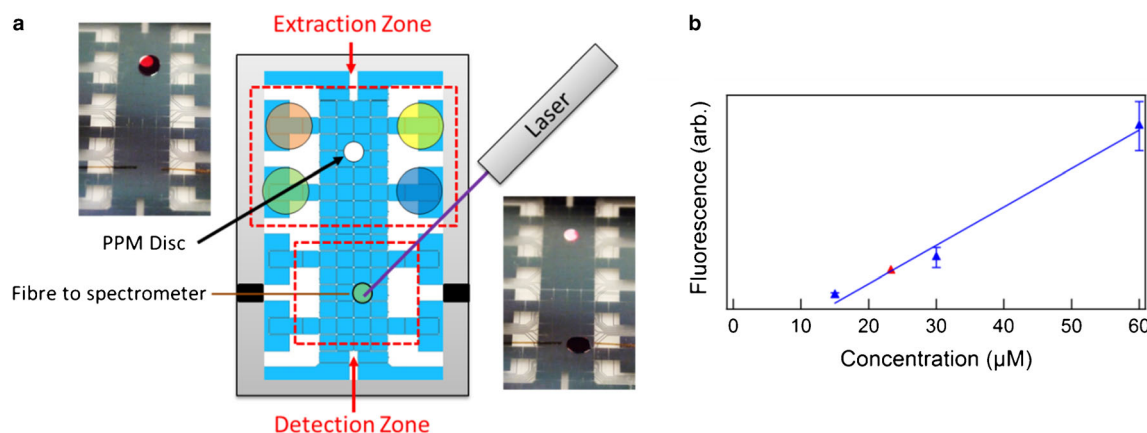 a
Extraction Zone
Laser
PPM Disc
Fibre to spectrometer
Detection Zone
b
Fluorescence (arb.)
0 10 20 30 40 50 60
Concentration (µM)